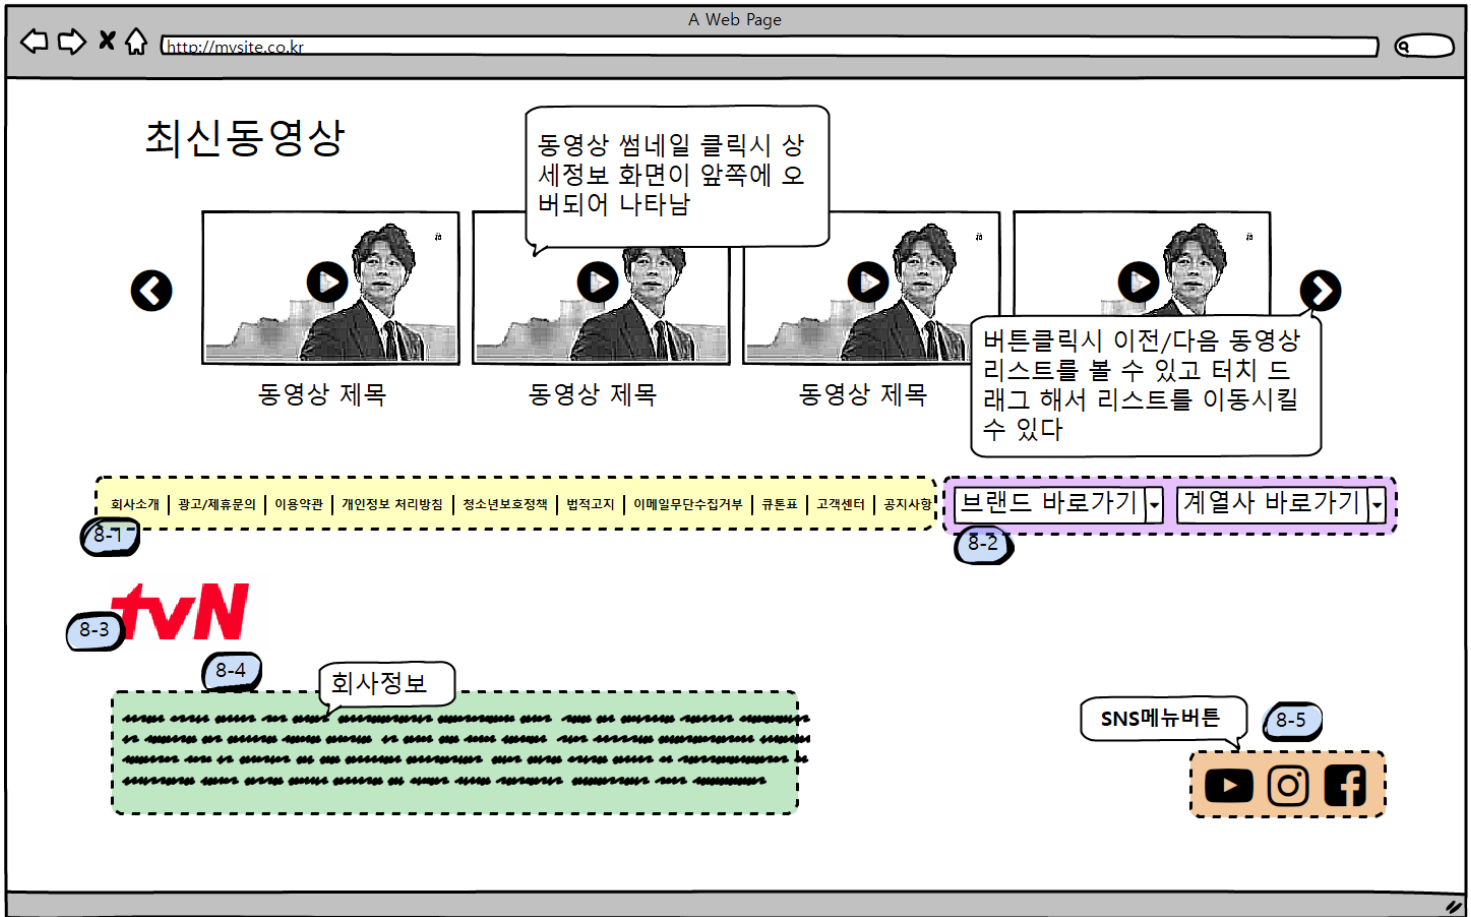 A Web Page
http://mysite.co.kr
최신동영상
동영상 썸네일 클릭시 상
세정보 화면이 앞쪽에 오
버되어 나타남
동영상 제목
동영상 제목
동영상 제목
버튼클릭시 이전/다음 동영상
리스트를 볼 수 있고 터치 드
래그 해서 리스트를 이동시킬
수 있다
회사소개 | 광고/제휴문의 | 이용약관 | 개인정보 처리방침 | 청소년보호정책 | 법적고지 | 이메일무단수집거부 | 큐톤표 | 고객센터 | 공지사항
브랜드 바로가기
계열사 바로가기
8-1
8-2
tvN
8-3
8-4
회사정보
SNS메뉴버튼
8-5